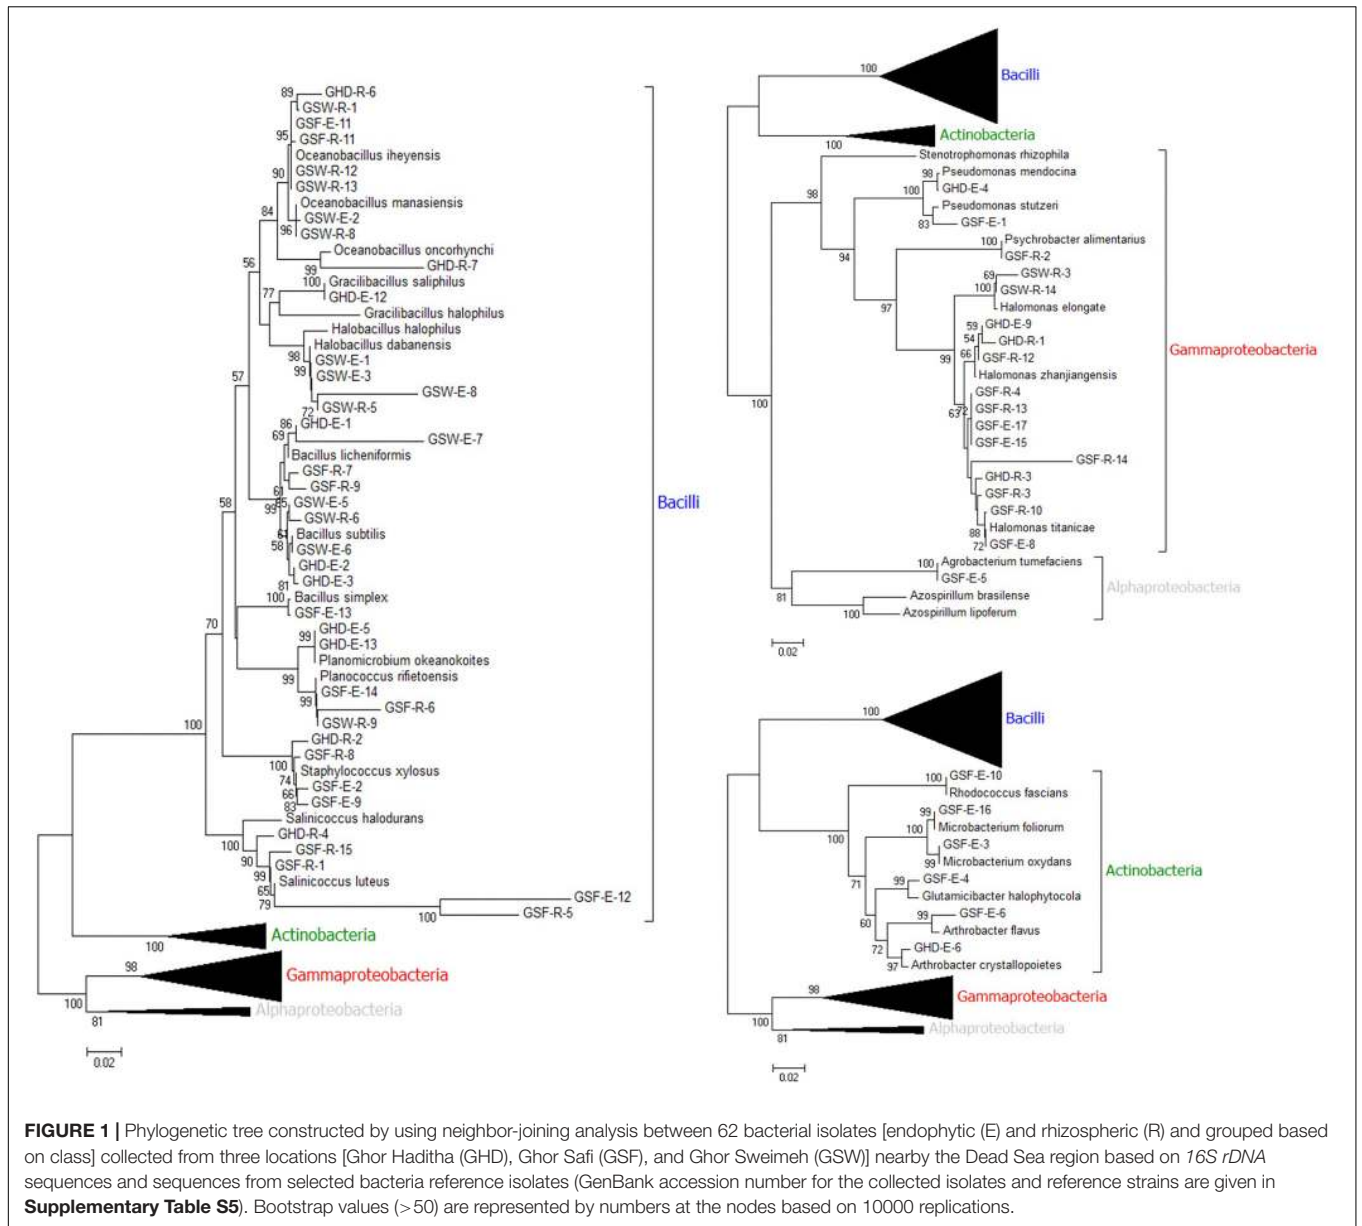 89
GHD-R-6
GSW-R-1
GSF-E-11
95
GSF-R-11
Oceanobacillus iheyensis
90
GSW-R-12
GSW-R-13
Oceanobacillus manasiensis
84
GSW-E-2
96
GSW-R-8
Oceanobacillus oncorhynchi
56
99
GHD-R-7
100
Gracilibacillus saliphilus
77
GHD-E-12
Gracilibacillus halophilus
Halobacillus halophilus
Halobacillus dabanensis
98
GSW-E-1
99
GSW-E-3
57
GSW-E-8
72
GSW-R-5
86
GHD-E-1
69
GSW-E-7
Bacillus licheniformis
GSF-R-7
GSF-R-9
61
58
GSW-E-5
99
GSW-R-6
Bacillus subtilis
58
GSW-E-6
GHD-E-2
81
GHD-E-3
100
Bacillus simplex
GSF-E-13
70
GHD-E-5
99
GHD-E-13
Planomicrobium okeanokoites
99
Planococcus rifietoensis
GSF-E-14
99
GSF-R-6
GSW-R-9
100
GHD-R-2
GSF-R-8
100
Staphylococcus xylosus
74
GSF-E-2
66
83
GSF-E-9
Salinicoccus halodurans
GHD-R-4
100
GSF-R-15
90
GSF-R-1
99
Salinicoccus luteus
65
79
GSF-E-12
100
GSF-R-5
Bacilli
100
Actinobacteria
98
Gammaproteobacteria
100
81
Alphaproteobacteria
0.02
100
Bacilli
100
Actinobacteria
Stenotrophomonas rhizophila
98
Pseudomonas mendocina
98
100
GHD-E-4
Pseudomonas stutzeri
83
GSF-E-1
94
100
Psychrobacter alimentarius
GSF-R-2
97
69
GSW-R-3
100
GSW-R-14
Halomonas elongate
59
GHD-E-9
54
GHD-R-1
99
66
GSF-R-12
Halomonas zhanjiangensis
GSF-R-4
63
72
GSF-R-13
GSF-E-17
GSF-E-15
GSF-R-14
GHD-R-3
GSF-R-3
GSF-R-10
88
Halomonas titanicae
72
GSF-E-8
Gammaproteobacteria
100
100
Agrobacterium tumefaciens
GSF-E-5
81
Azospirillum brasilense
100
Azospirillum lipoferum
Alphaproteobacteria
0.02
100
Bacilli
100
GSF-E-10
Rhodococcus fascians
100
99
GSF-E-16
100
Microbacterium foliorum
GSF-E-3
99
Microbacterium oxydans
71
99
GSF-E-4
Glutamicibacter halophytocola
60
99
GSF-E-6
Arthrobacter flavus
72
GHD-E-6
97
Arthrobacter crystallopoietes
Actinobacteria
98
Gammaproteobacteria
100
81
Alphaproteobacteria
0.02
FIGURE 1 | Phylogenetic tree constructed by using neighbor-joining analysis between 62 bacterial isolates [endophytic (E) and rhizospheric (R) and grouped based
on class] collected from three locations [Ghor Haditha (GHD), Ghor Safi (GSF), and Ghor Sweimeh (GSW)] nearby the Dead Sea region based on 16S rDNA
sequences and sequences from selected bacteria reference isolates (GenBank accession number for the collected isolates and reference strains are given in
Supplementary Table S5). Bootstrap values (>50) are represented by numbers at the nodes based on 10000 replications.